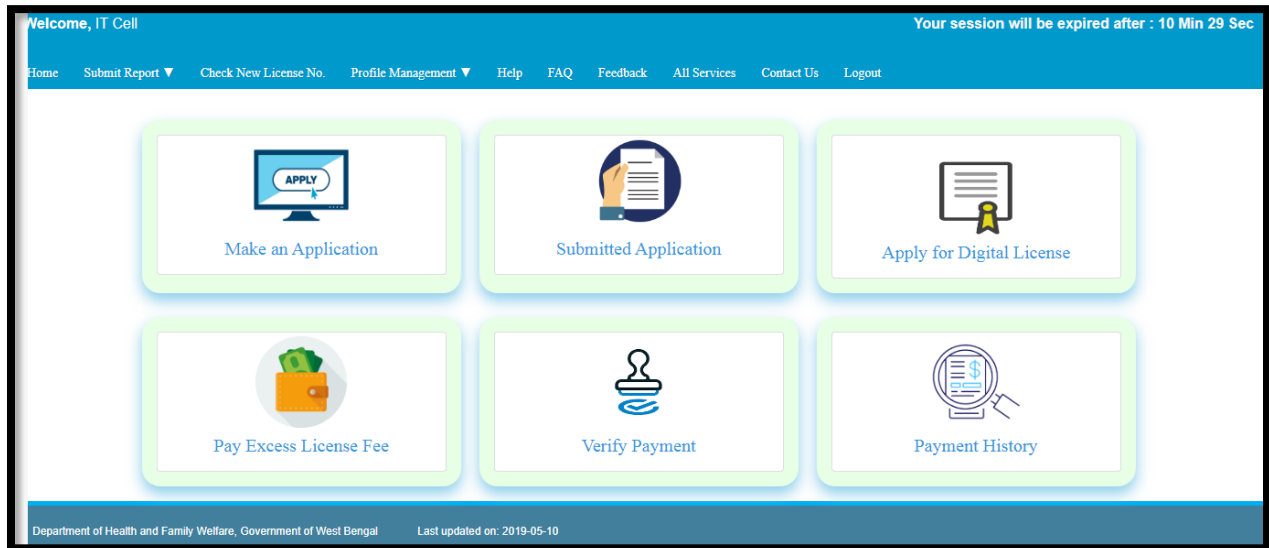 Welcome, IT Cell
Your session will be expired after : 10 Min 29 Sec
Home Submit Report ▼ Check New License No. Profile Management ▼ Help FAQ Feedback All Services Contact Us Logout
APPLY
Make an Application
Submitted Application
Apply for Digital License
$
Pay Excess License Fee
Verify Payment
Payment History
Department of Health and Family Welfare, Government of West Bengal Last updated on: 2019-05-10